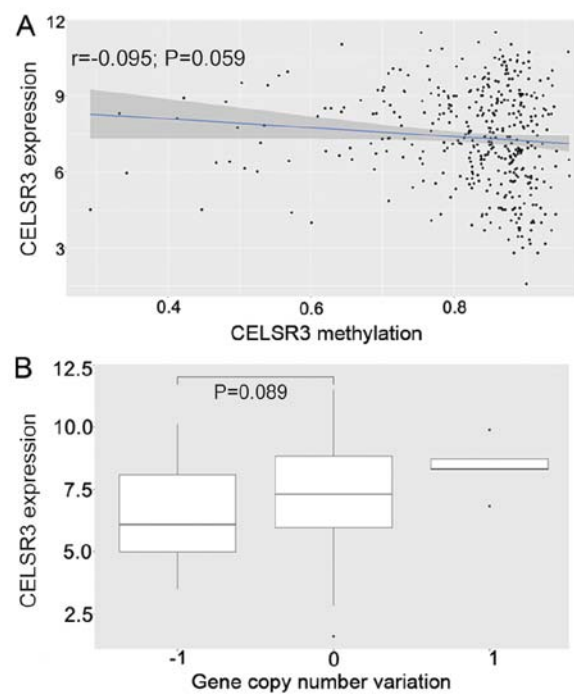 A
r=-0.095; P=0.059
CELSR3 expression
12
9
6
3
0.4 0.6 0.8
CELSR3 methylation
B
P=0.089
CELSR3 expression
12.5
10.0
7.5
5.0
2.5
-1 0 1
Gene copy number variation